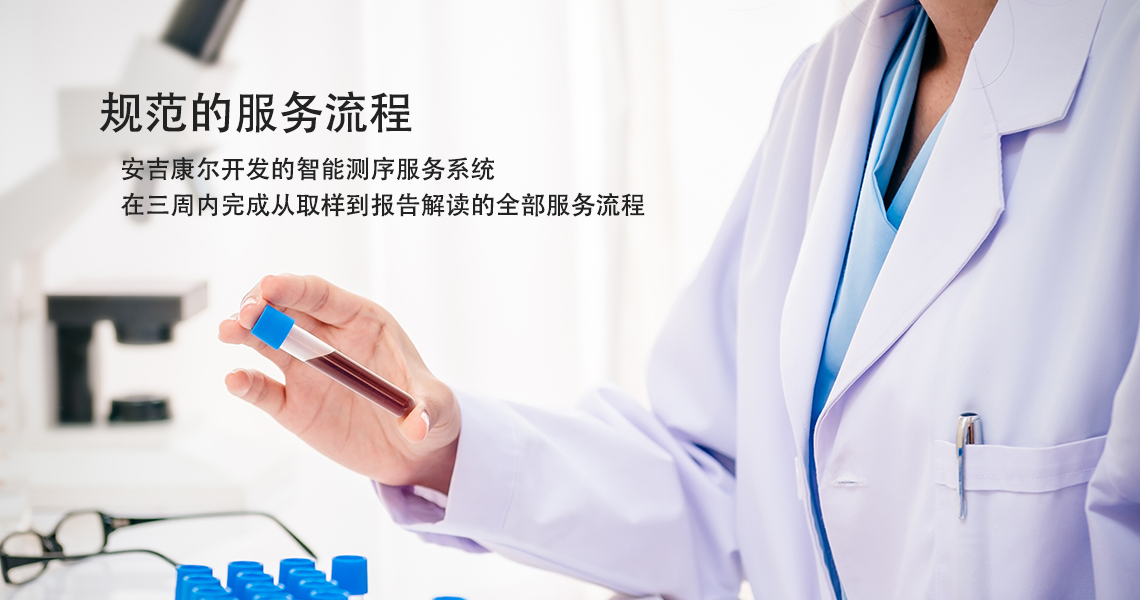 规范的服务流程
安吉康尔开发的智能测序服务系统
在三周内完成从取样到报告解读的全部服务流程